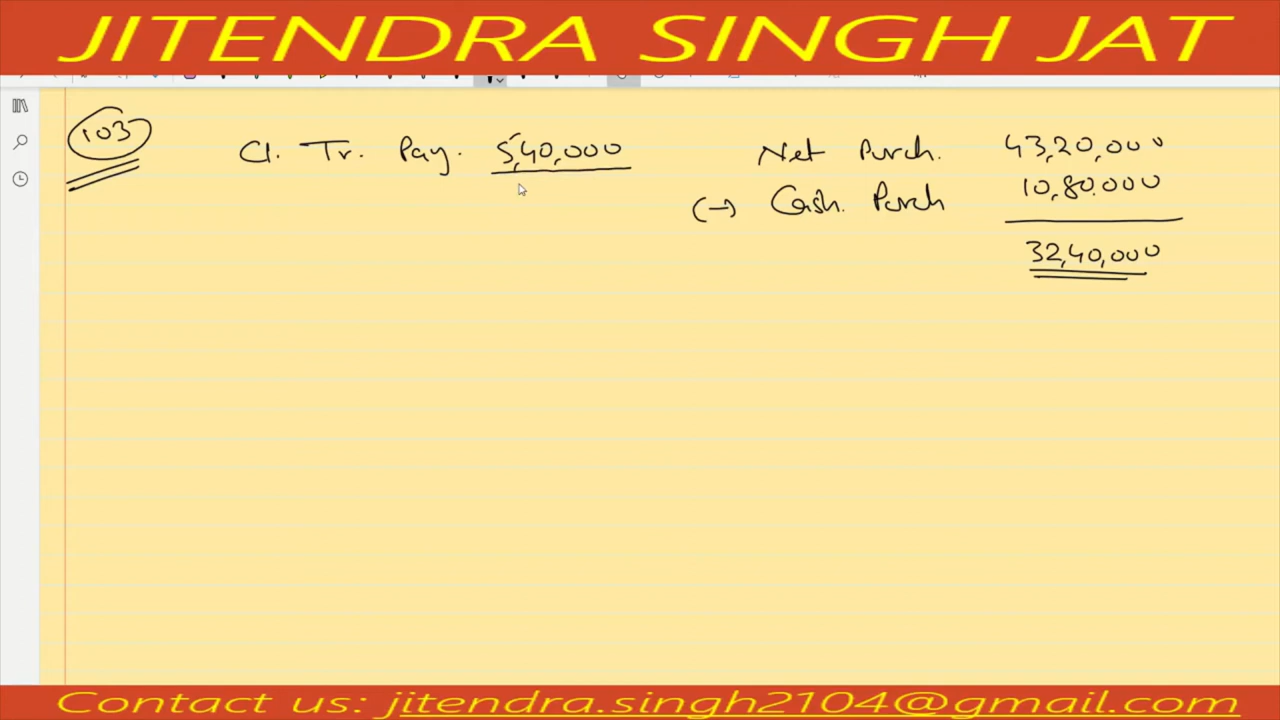 JITENDRA SINGH JAT
103
Cl. Tr. Pay. 5,40,000
Net Purch. 43,20,000
(-) Cash. Purch 10,80,000
32,40,000
Contact us: jitendra.singh2104@gmail.com